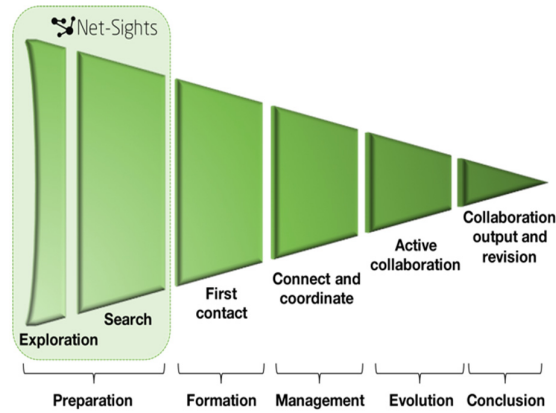 Net-Sights
Exploration
Search
First
contact
Connect and
coordinate
Active
collaboration
Collaboration
output and
revision
Preparation
Formation
Management
Evolution
Conclusion